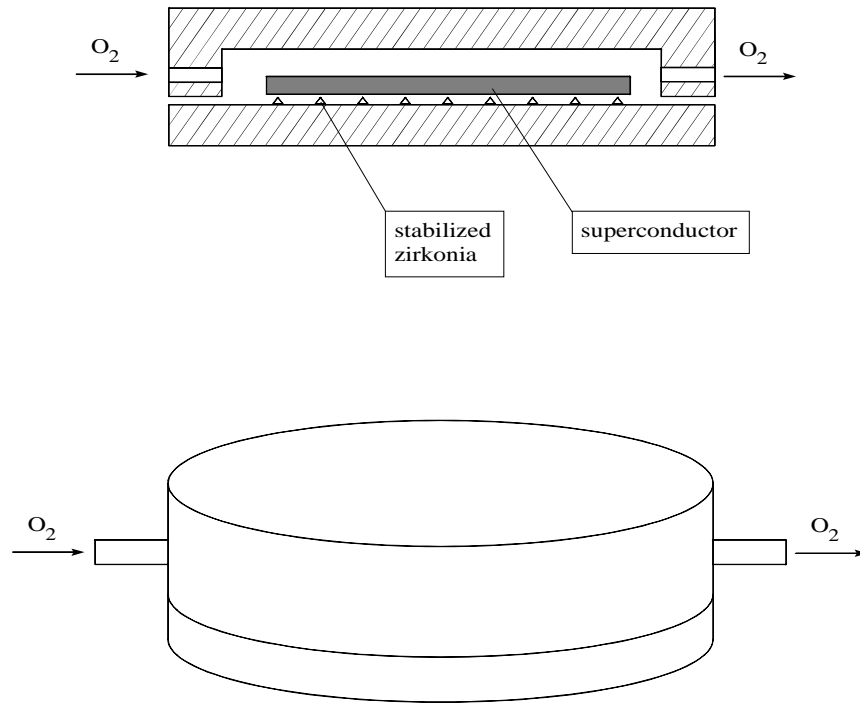 O2
O2
stabilized
zirkonia
superconductor
O2
O2